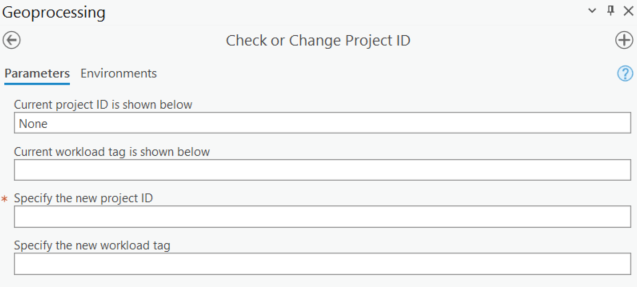 Geoprocessing
Check or Change Project ID
Parameters Environments
Current project ID is shown below
None
Current workload tag is shown below
* Specify the new project ID
Specify the new workload tag